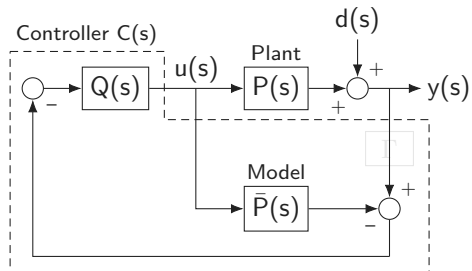 d(s)
Controller C(s)
Plant
u(s)
Q(s)
P(s)
y(s)
+
+
-
Model
P̄(s)
+
-